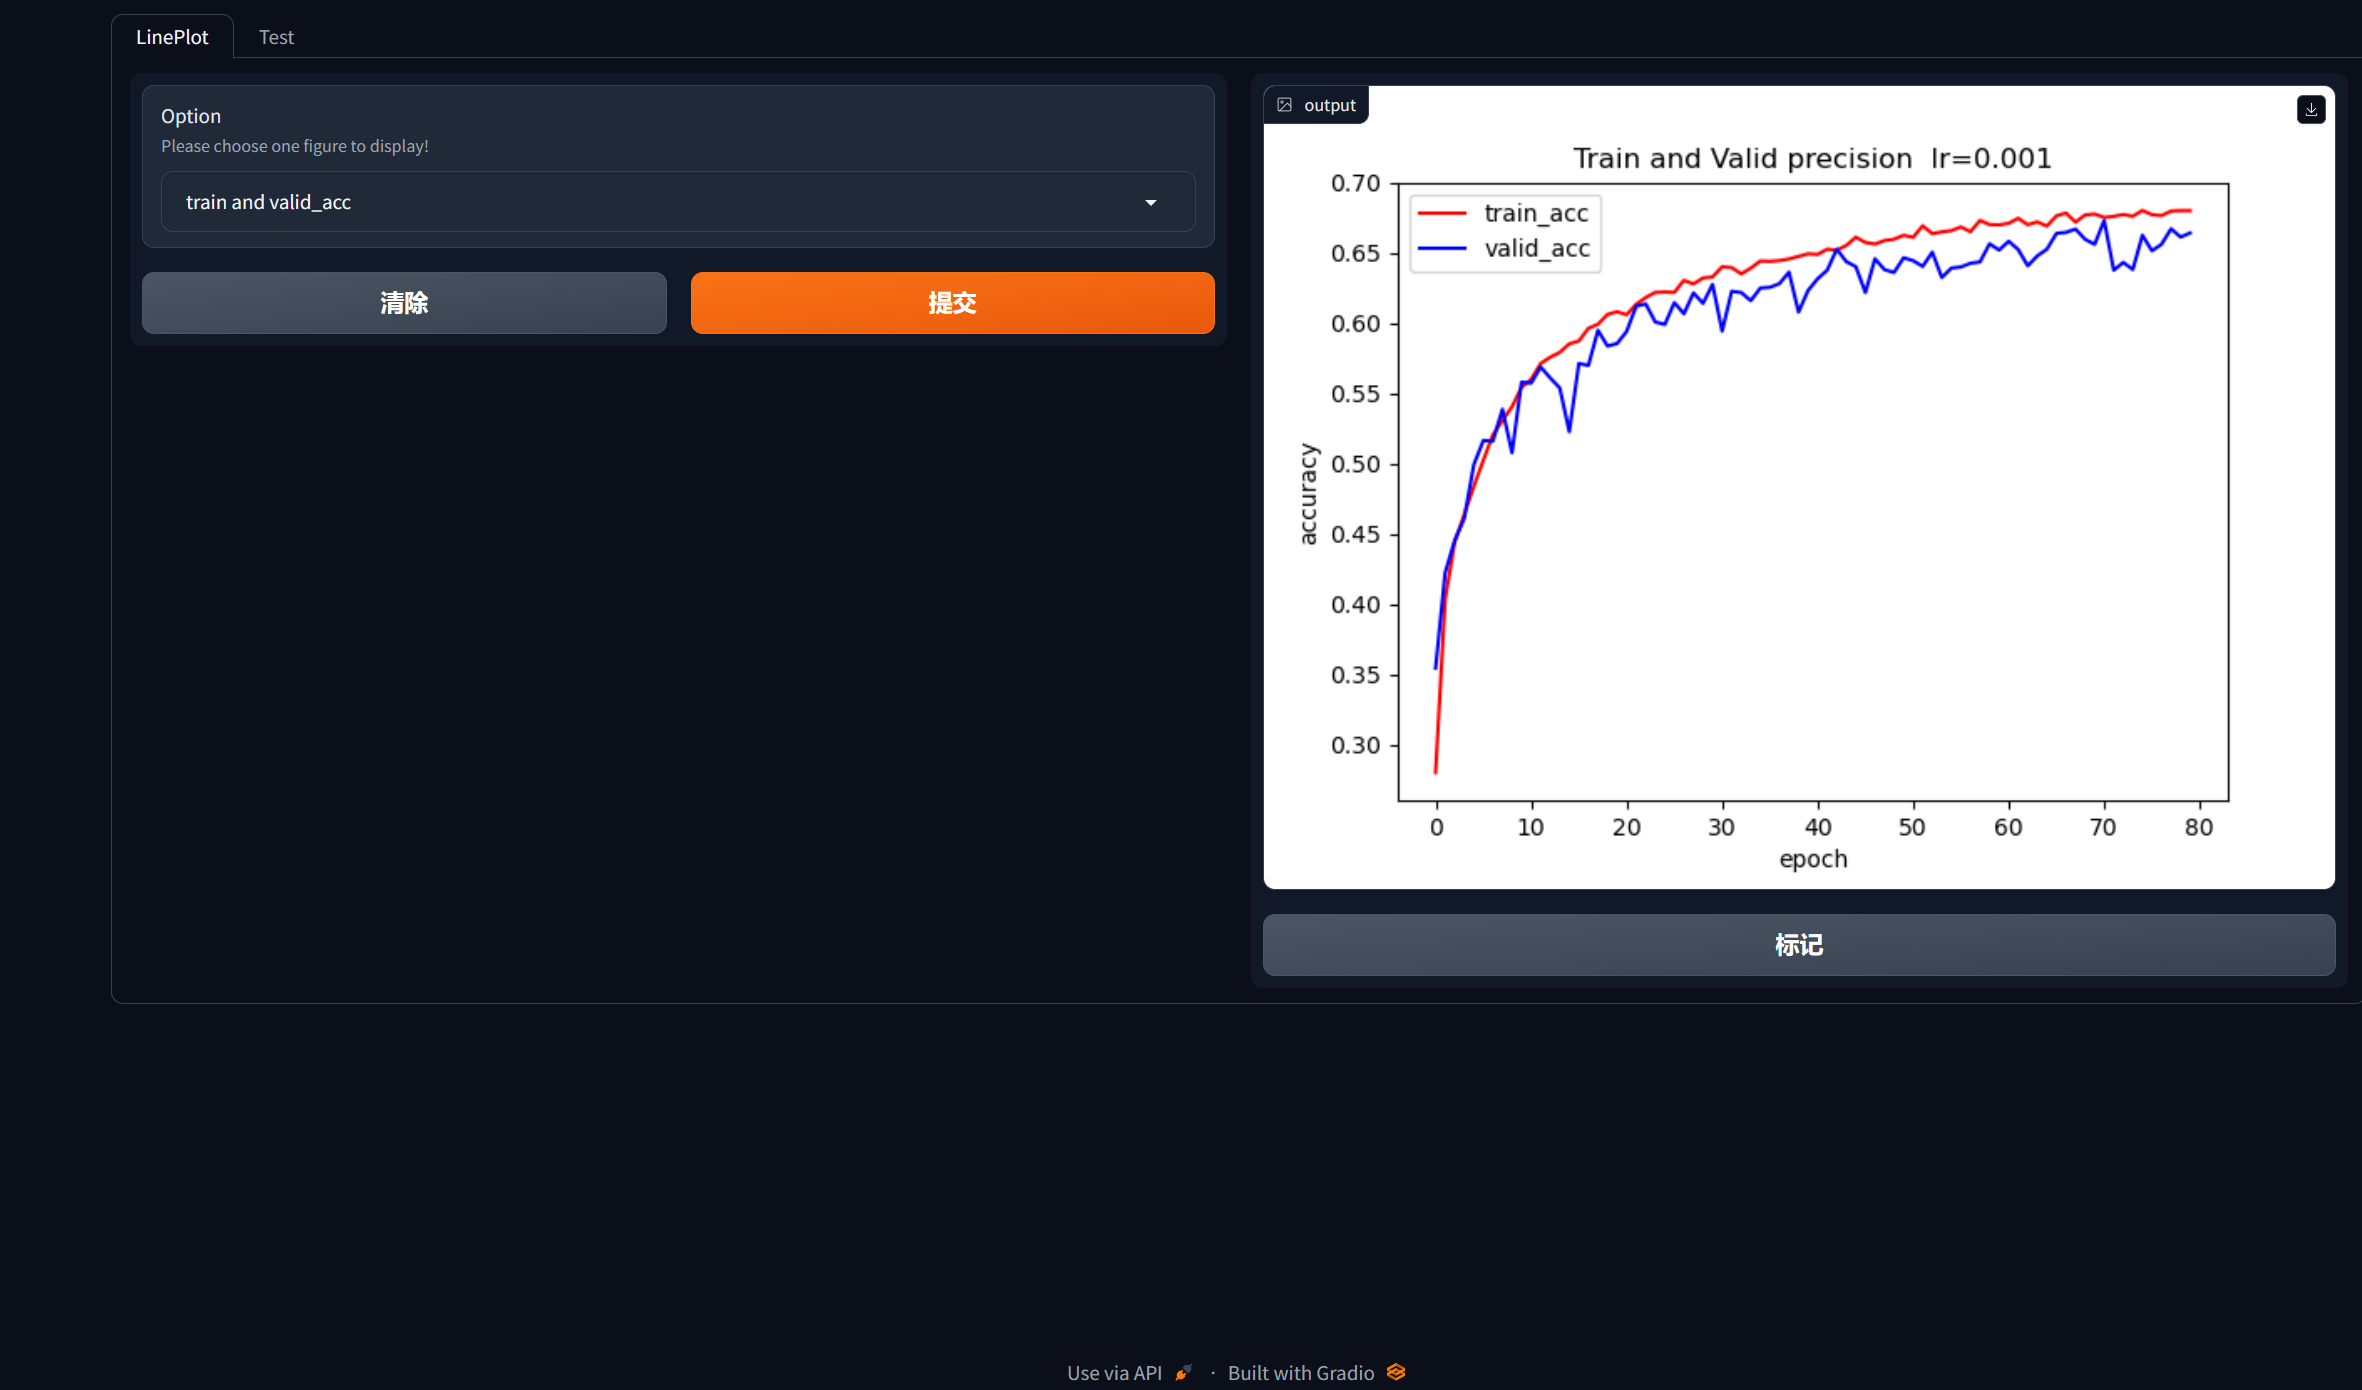 LinePlot
Test
Option
Please choose one figure to display!
train and valid_acc
清除
提交
output
Train and Valid precision  lr=0.001
train_acc
valid_acc
0.70
0.65
0.60
0.55
0.50
0.45
0.40
0.35
0.30
accuracy
0 10 20 30 40 50 60 70 80
epoch
标记
Use via API · Built with Gradio